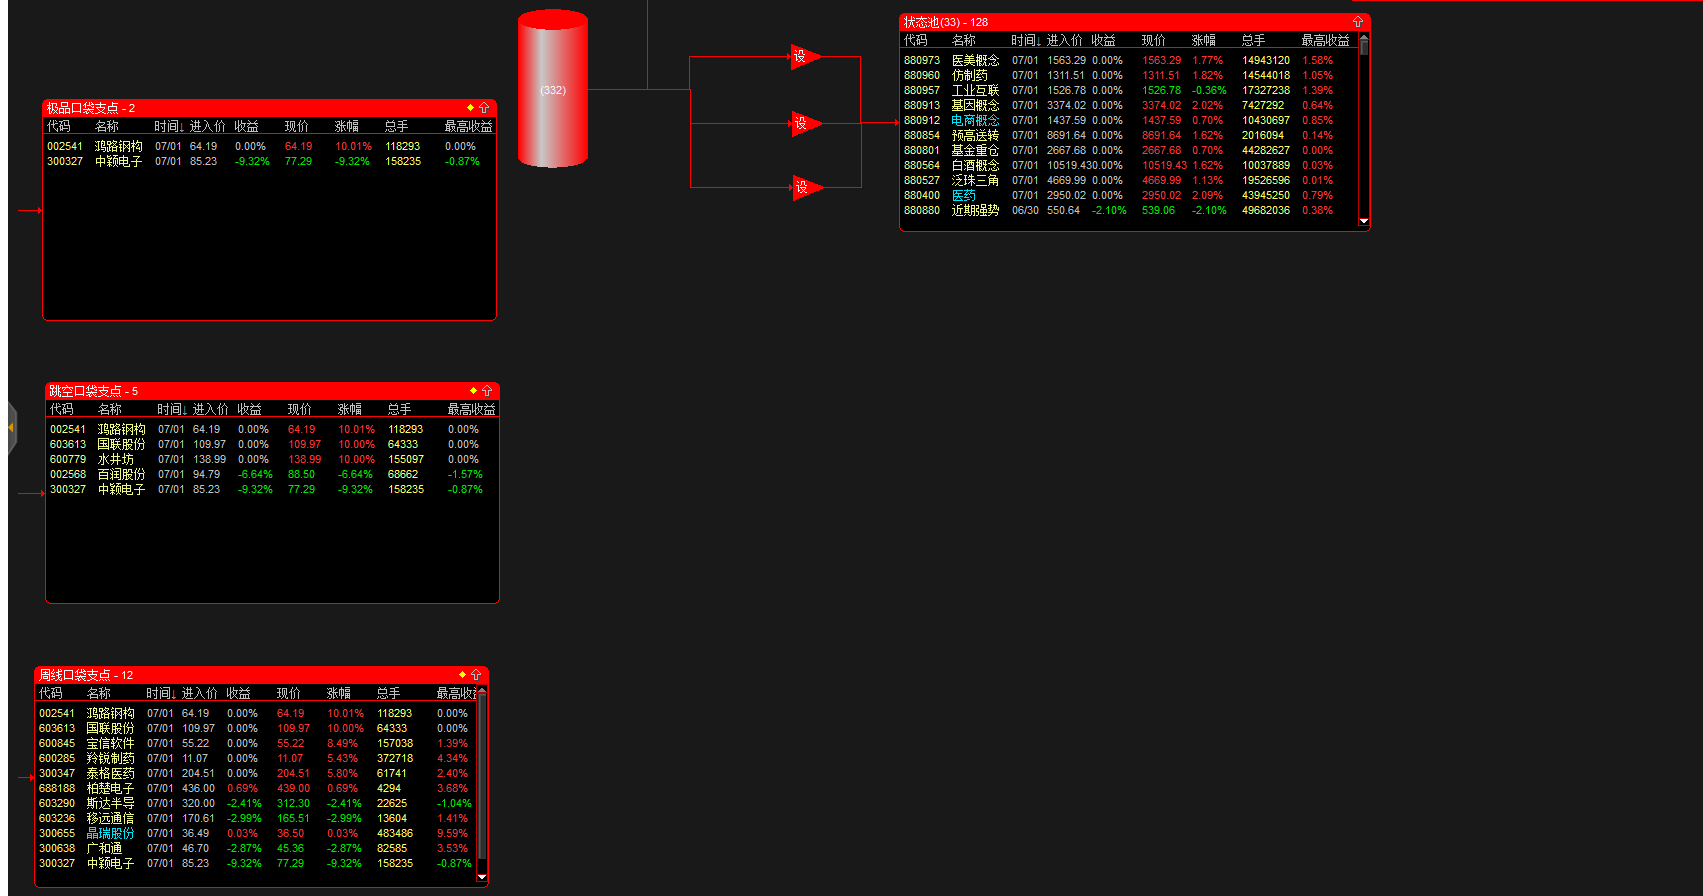 (332)
设
设
设
状态池(33) - 128
代码 名称 时间↓ 进入价 收益 现价 涨幅 总手 最高收益
880973 医美概念 07/01 1563.29 0.00% 1563.29 1.77% 14943120 1.58%
880960 仿制药 07/01 1311.51 0.00% 1311.51 1.82% 14544018 1.05%
880957 工业互联 07/01 1526.78 0.00% 1526.78 -0.36% 17327238 1.39%
880913 基因概念 07/01 3374.02 0.00% 3374.02 2.02% 7427292 0.64%
880912 电商概念 07/01 1437.59 0.00% 1437.59 0.70% 10430697 0.85%
880854 预高送转 07/01 8691.64 0.00% 8691.64 1.62% 2016094 0.14%
880801 基金重仓 07/01 2667.68 0.00% 2667.68 0.70% 44282627 0.00%
880564 白酒概念 07/01 10519.430.00% 10519.43 1.62% 10037889 0.03%
880527 泛珠三角 07/01 4669.99 0.00% 4669.99 1.13% 19526596 0.01%
880400 医药 07/01 2950.02 0.00% 2950.02 2.09% 43945250 0.79%
880880 近期强势 06/30 550.64 -2.10% 539.06 -2.10% 49682036 0.38%
极品口袋支点 - 2
代码 名称 时间↓ 进入价 收益 现价 涨幅 总手 最高收益
002541 鸿路钢构 07/01 64.19 0.00% 64.19 10.01% 118293 0.00%
300327 中颖电子 07/01 85.23 -9.32% 77.29 -9.32% 158235 -0.87%
跳空口袋支点 - 5
代码 名称 时间↓ 进入价 收益 现价 涨幅 总手 最高收益
002541 鸿路钢构 07/01 64.19 0.00% 64.19 10.01% 118293 0.00%
603613 国联股份 07/01 109.97 0.00% 109.97 10.00% 64333 0.00%
600779 水井坊 07/01 138.99 0.00% 138.99 10.00% 155097 0.00%
002568 百润股份 07/01 94.79 -6.64% 88.50 -6.64% 68662 -1.57%
300327 中颖电子 07/01 85.23 -9.32% 77.29 -9.32% 158235 -0.87%
周线口袋支点 - 12
代码 名称 时间↓ 进入价 收益 现价 涨幅 总手 最高收益
002541 鸿路钢构 07/01 64.19 0.00% 64.19 10.01% 118293 0.00%
603613 国联股份 07/01 109.97 0.00% 109.97 10.00% 64333 0.00%
600845 宝信软件 07/01 55.22 0.00% 55.22 8.49% 157038 1.39%
600285 羚锐制药 07/01 11.07 0.00% 11.07 5.43% 372718 4.34%
300347 泰格医药 07/01 204.51 0.00% 204.51 5.80% 61741 2.40%
688188 柏楚电子 07/01 436.00 0.69% 439.00 0.69% 4294 3.68%
603290 斯达半导 07/01 320.00 -2.41% 312.30 -2.41% 22625 -1.04%
603236 移远通信 07/01 170.61 -2.99% 165.51 -2.99% 13604 1.41%
300655 晶瑞股份 07/01 36.49 0.03% 36.50 0.03% 483486 9.59%
300638 广和通 07/01 46.70 -2.87% 45.36 -2.87% 82585 3.53%
300327 中颖电子 07/01 85.23 -9.32% 77.29 -9.32% 158235 -0.87%